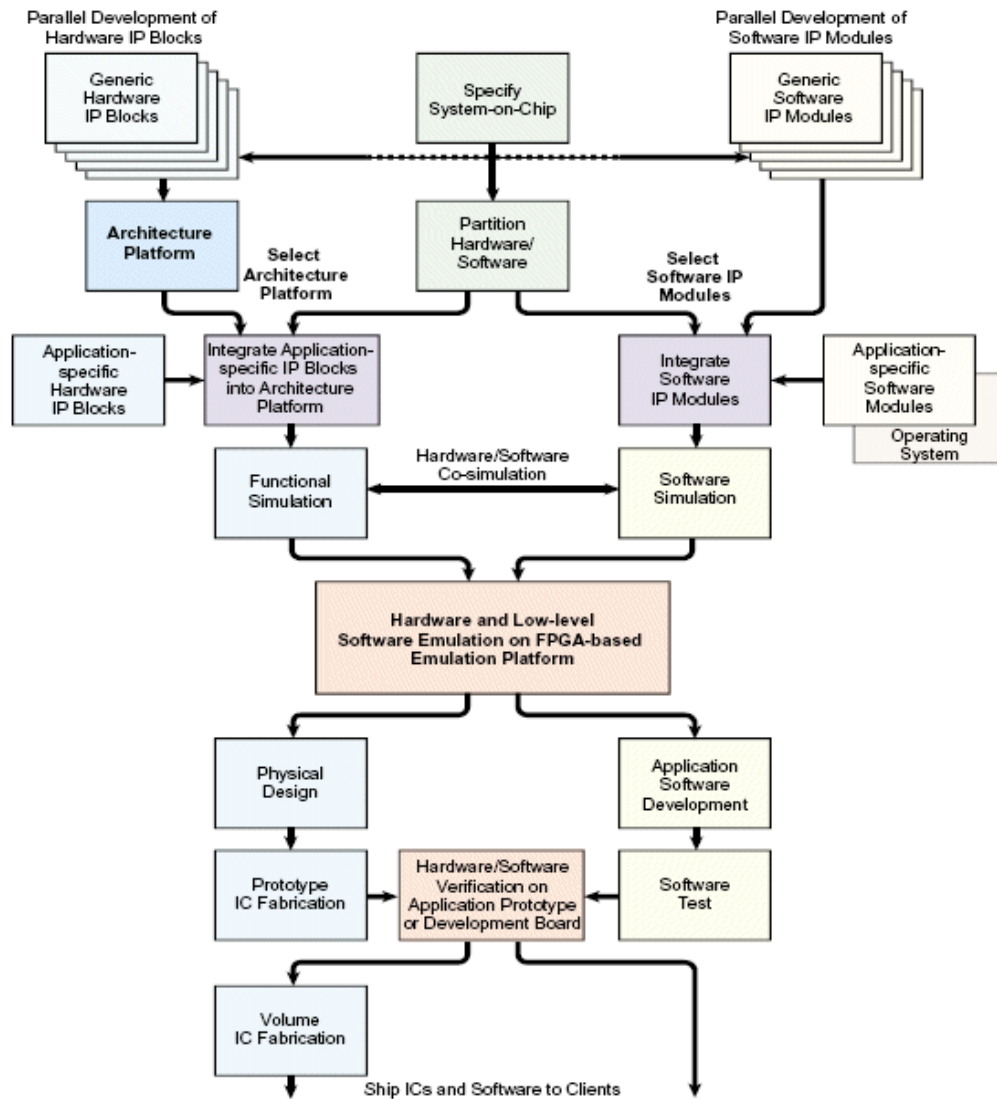 Parallel Development of
Hardware IP Blocks
Parallel Development of
Software IP Modules
Generic
Hardware
IP Blocks
Specify
System-on-Chip
Generic
Software
IP Modules
Architecture
Platform
Select
Architecture
Platform
Partition
Hardware/
Software
Select
Software IP
Modules
Application-
specific
Hardware
IP Blocks
Integrate Application-
specific IP Blocks
into Architecture
Platform
Integrate
Software
IP Modules
Application-
specific
Software
Modules
Operating
System
Functional
Simulation
Hardware/Software
Co-simulation
Software
Simulation
Hardware and Low-level
Software Emulation on FPGA-based
Emulation Platform
Physical
Design
Application
Software
Development
Prototype
IC Fabrication
Hardware/Software
Verification on
Application Prototype
or Development Board
Software
Test
Volume
IC Fabrication
Ship ICs and Software to Clients